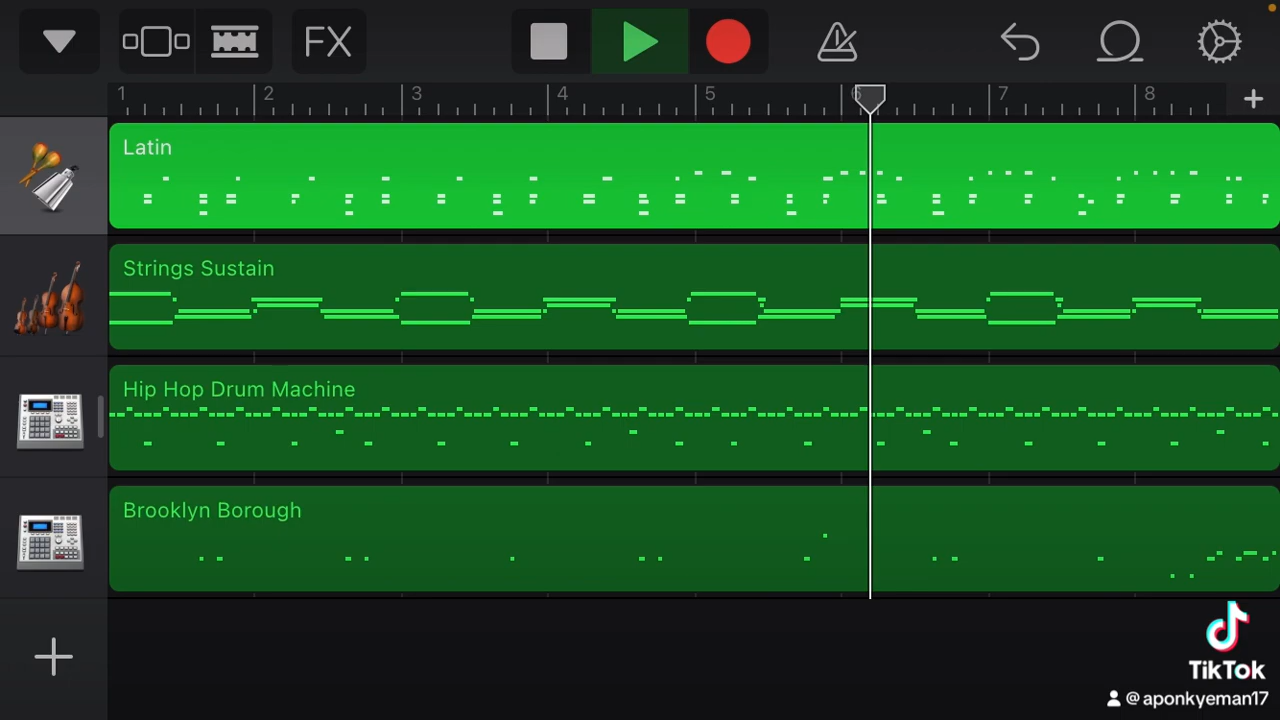 FX
1 2 3 4 5 6 7 8
Latin
Strings Sustain
Hip Hop Drum Machine
Brooklyn Borough
TikTok
@aponkyeman17